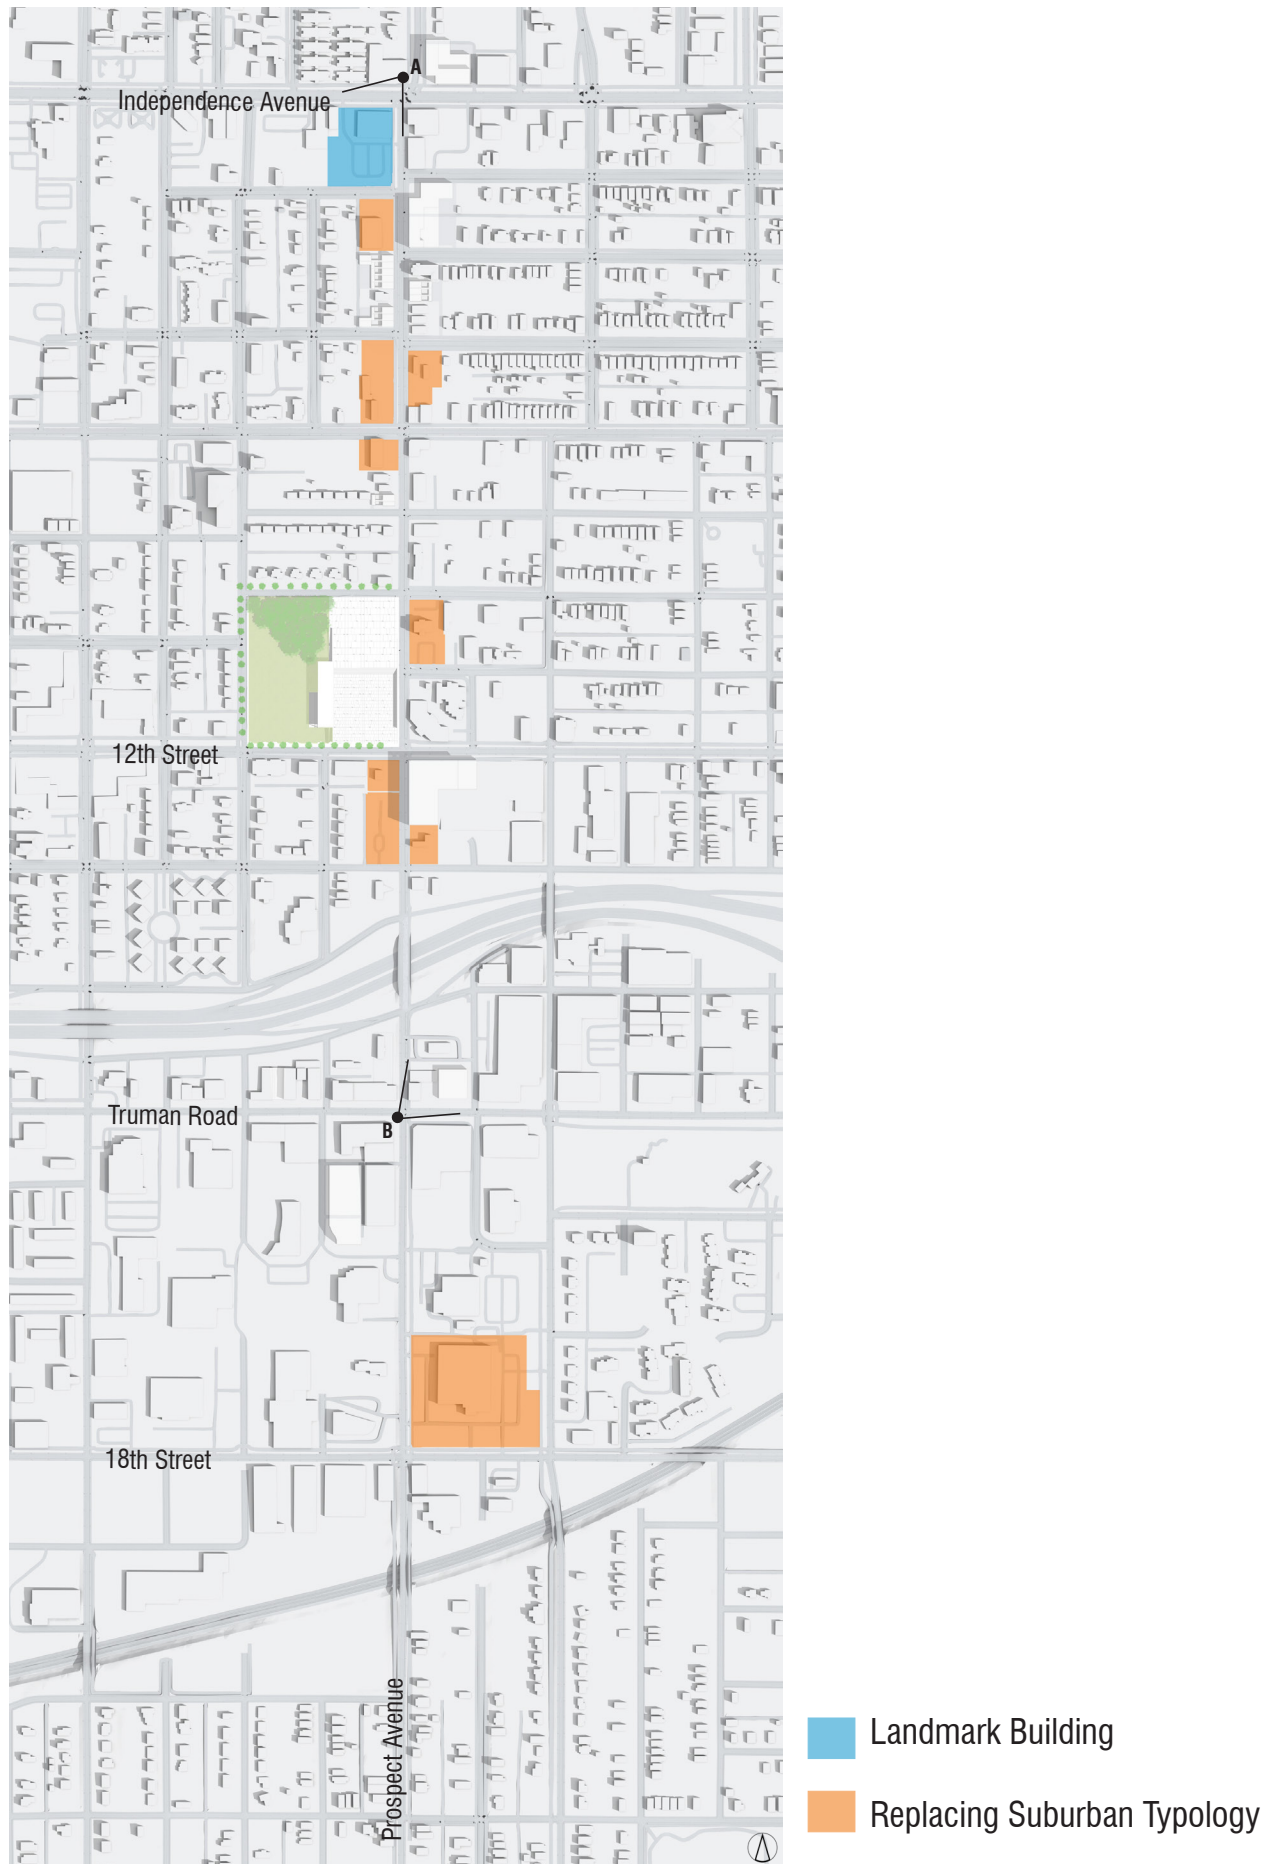 A
Independence Avenue
12th Street
Truman Road
B
18th Street
Prospect Avenue
Landmark Building
Replacing Suburban Typology